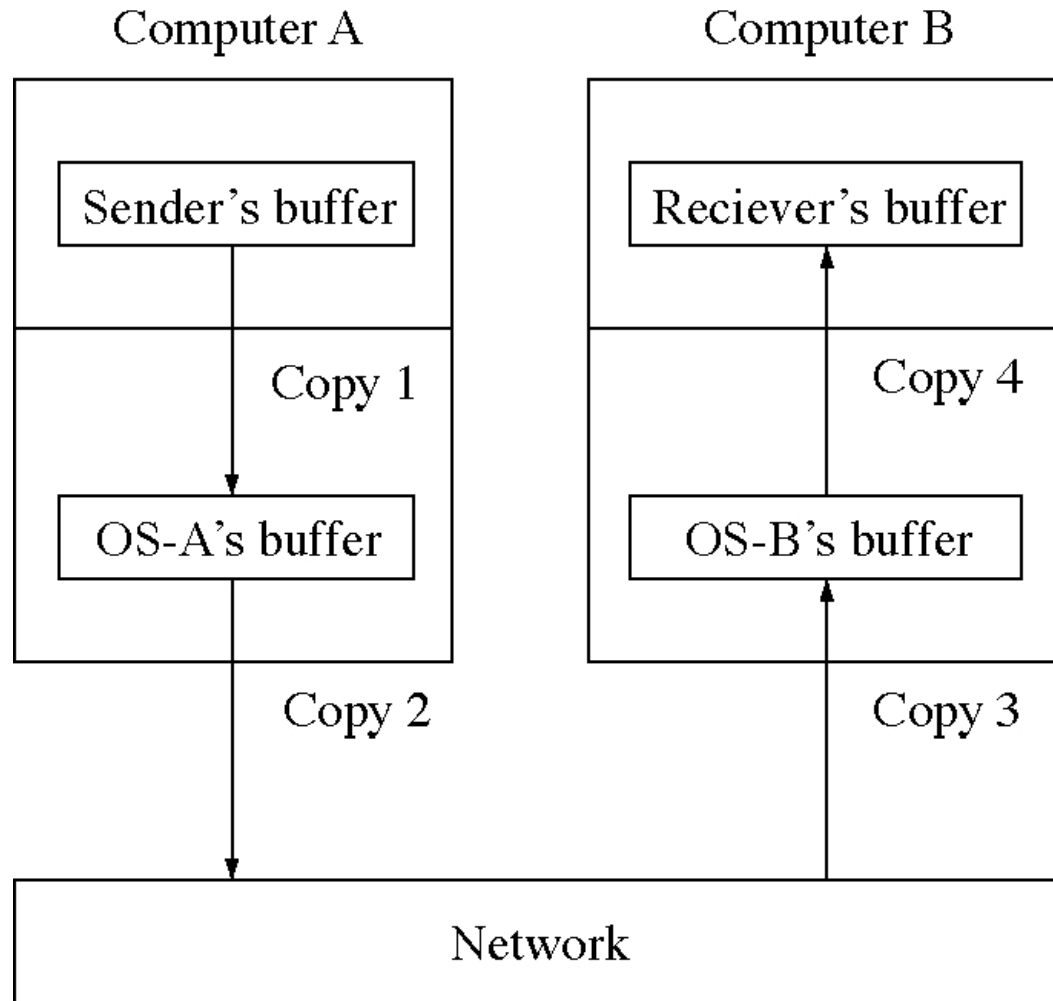 Computer A
Computer B
Sender's buffer
Reciever's buffer
Copy 1
Copy 4
OS-A's buffer
OS-B's buffer
Copy 2
Copy 3
Network